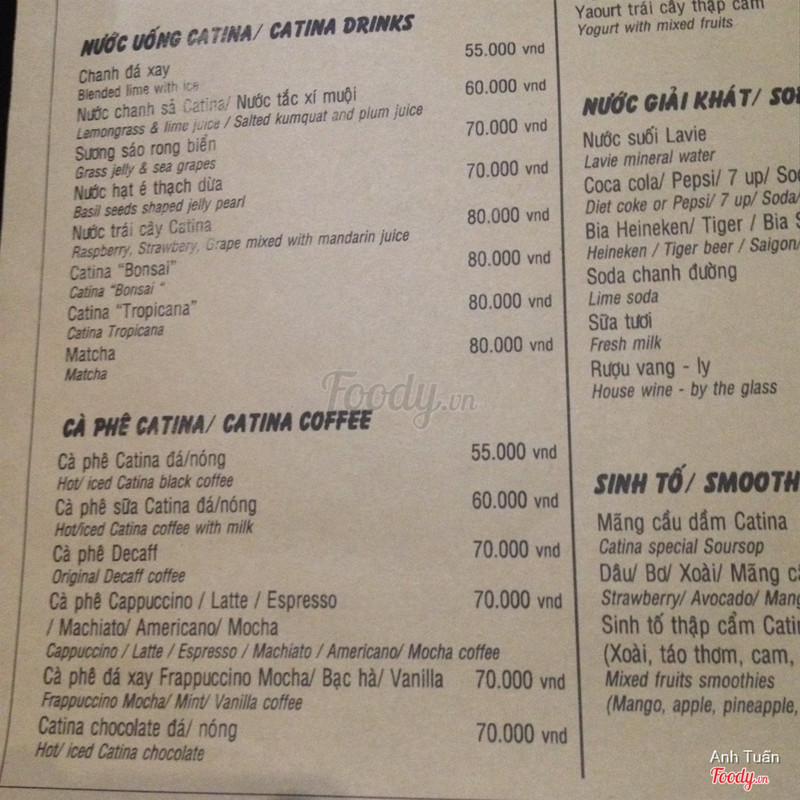 NƯỚC UỐNG CATINA/ CATINA DRINKS
Chanh đá xay 55.000 vnd
Blended lime with ice
Nước chanh sả Catina/ Nước tắc xí muội 60.000 vnd
Lemongrass & lime juice / Salted kumquat and plum juice
Sương sáo rong biển 70.000 vnd
Grass jelly & sea grapes
Nước hạt é thạch dừa 70.000 vnd
Basil seeds shaped jelly pearl
Nước trái cây Catina 80.000 vnd
Raspberry, Strawbery, Grape mixed with mandarin juice
Catina "Bonsai" 80.000 vnd
Catina "Bonsai "
Catina "Tropicana" 80.000 vnd
Catina Tropicana
Matcha 80.000 vnd
Matcha
CÀ PHÊ CATINA/ CATINA COFFEE
Cà phê Catina đá/nóng 55.000 vnd
Hot/ iced Catina black coffee
Cà phê sữa Catina đá/nóng 60.000 vnd
Hot/iced Catina coffee with milk
Cà phê Decaff 70.000 vnd
Original Decaff coffee
Cà phê Cappuccino / Latte / Espresso 70.000 vnd
/ Machiato/ Americano/ Mocha
Cappuccino / Latte / Espresso / Machiato / Americano/ Mocha coffee
Cà phê đá xay Frappuccino Mocha/ Bạc hà/ Vanilla 70.000 vnd
Frappuccino Mocha/ Mint/ Vanilla coffee
Catina chocolate đá/ nóng 70.000 vnd
Hot/ iced Catina chocolate
Yaourt trái cây thập cẩm
Yogurt with mixed fruits
NƯỚC GIẢI KHÁT/
Nước suối Lavie
Lavie mineral water
Coca cola/ Pepsi/ 7 up/
Diet coke or Pepsi/ 7 up/ Soda/
Bia Heineken/ Tiger / Bia
Heineken / Tiger beer / Saigon/
Soda chanh đường
Lime soda
Sữa tươi
Fresh milk
Rượu vang - ly
House wine - by the glass
SINH TỐ/ SMOOTH
Mãng cầu dầm Catina
Catina special Soursop
Dâu/ Bơ/ Xoài/ Mãng
Strawberry/ Avocado/
Sinh tố thập cẩm
(Xoài, táo thơm, cam,
Mixed fruits smoothies
(Mango, apple, pineapple,
Foody.vn
Anh Tuấn
Foody.vn